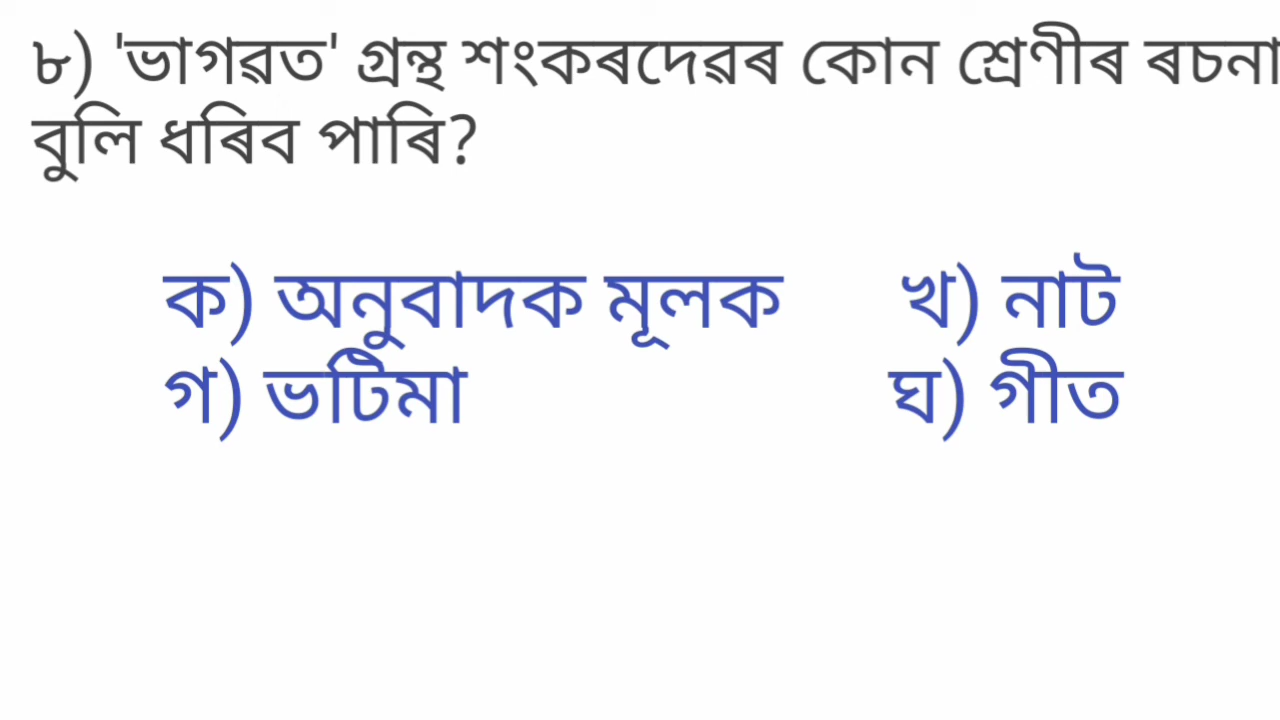 ৮) 'ভাগৱত' গ্ৰন্থ শংকৰদেৱৰ কোন শ্ৰেণীৰ ৰচনা
বুলি ধৰিব পাৰি?
ক) অনুবাদক মূলক খ) নাট
গ) ভটিমা ঘ) গীত